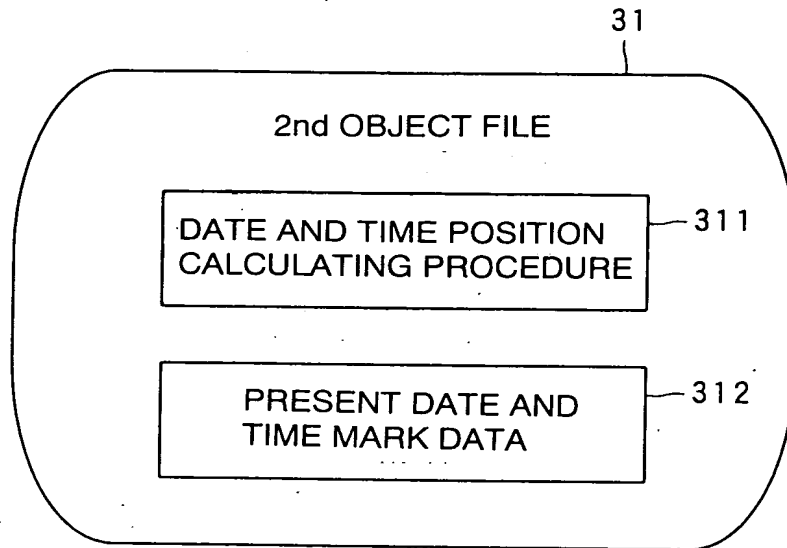 31
2nd OBJECT FILE
DATE AND TIME POSITION
CALCULATING PROCEDURE
311
PRESENT DATE AND
TIME MARK DATA
312